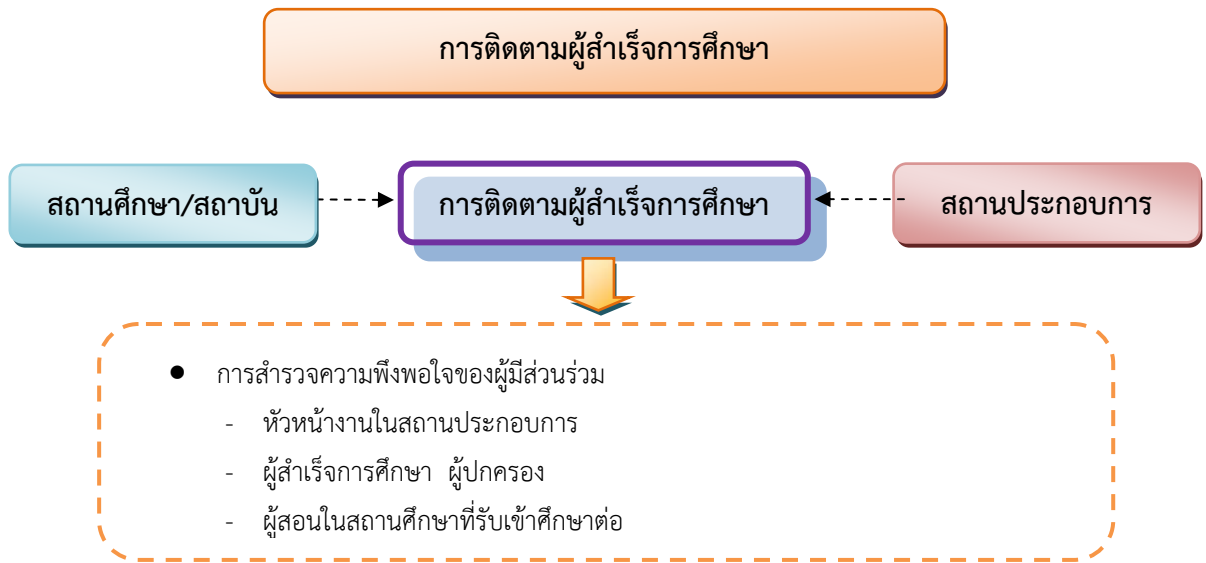 การติดตามผู้สำเร็จการศึกษา
สถานศึกษา/สถาบัน
การติดตามผู้สำเร็จการศึกษา
สถานประกอบการ
● การสำรวจความพึงพอใจของผู้มีส่วนร่วม
- หัวหน้างานในสถานประกอบการ
- ผู้สำเร็จการศึกษา ผู้ปกครอง
- ผู้สอนในสถานศึกษาที่รับเข้าศึกษาต่อ